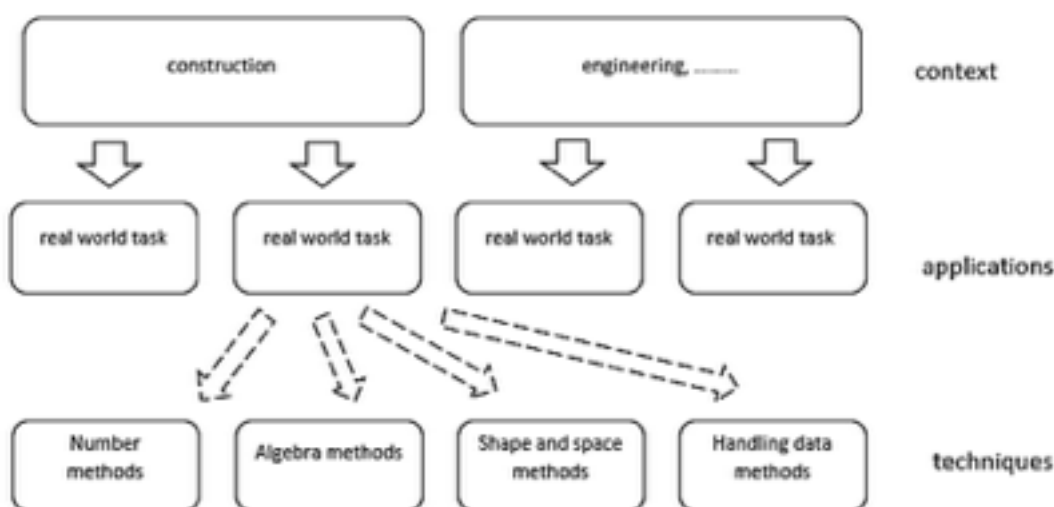 construction
engineering, .........
context
real world task
real world task
real world task
real world task
applications
Number
methods
Algebra methods
Shape and space
methods
Handling data
methods
techniques